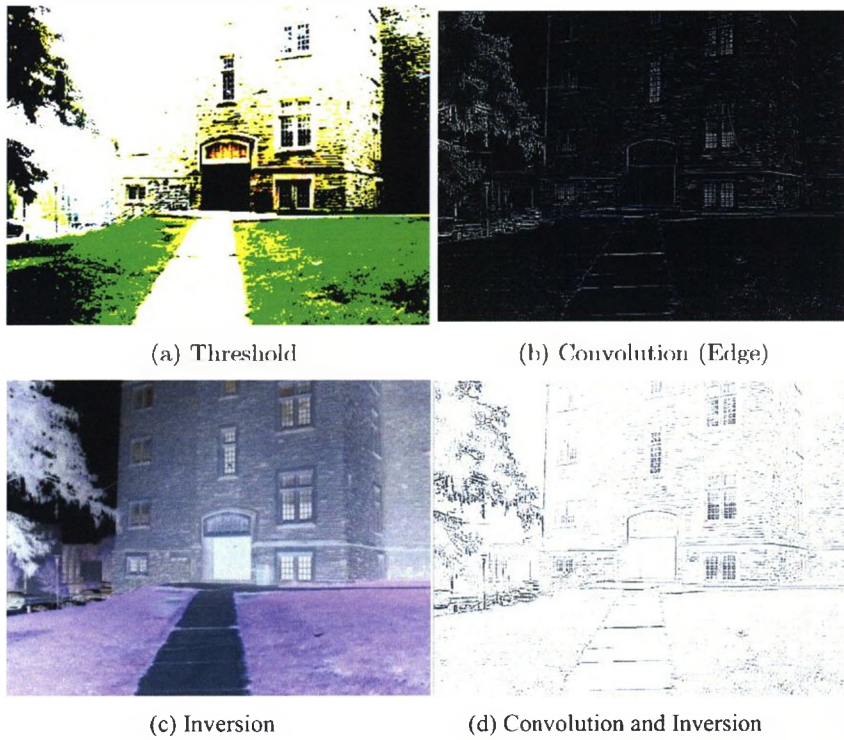 (a) Threshold
(b) Convolution (Edge)
(c) Inversion
(d) Convolution and Inversion